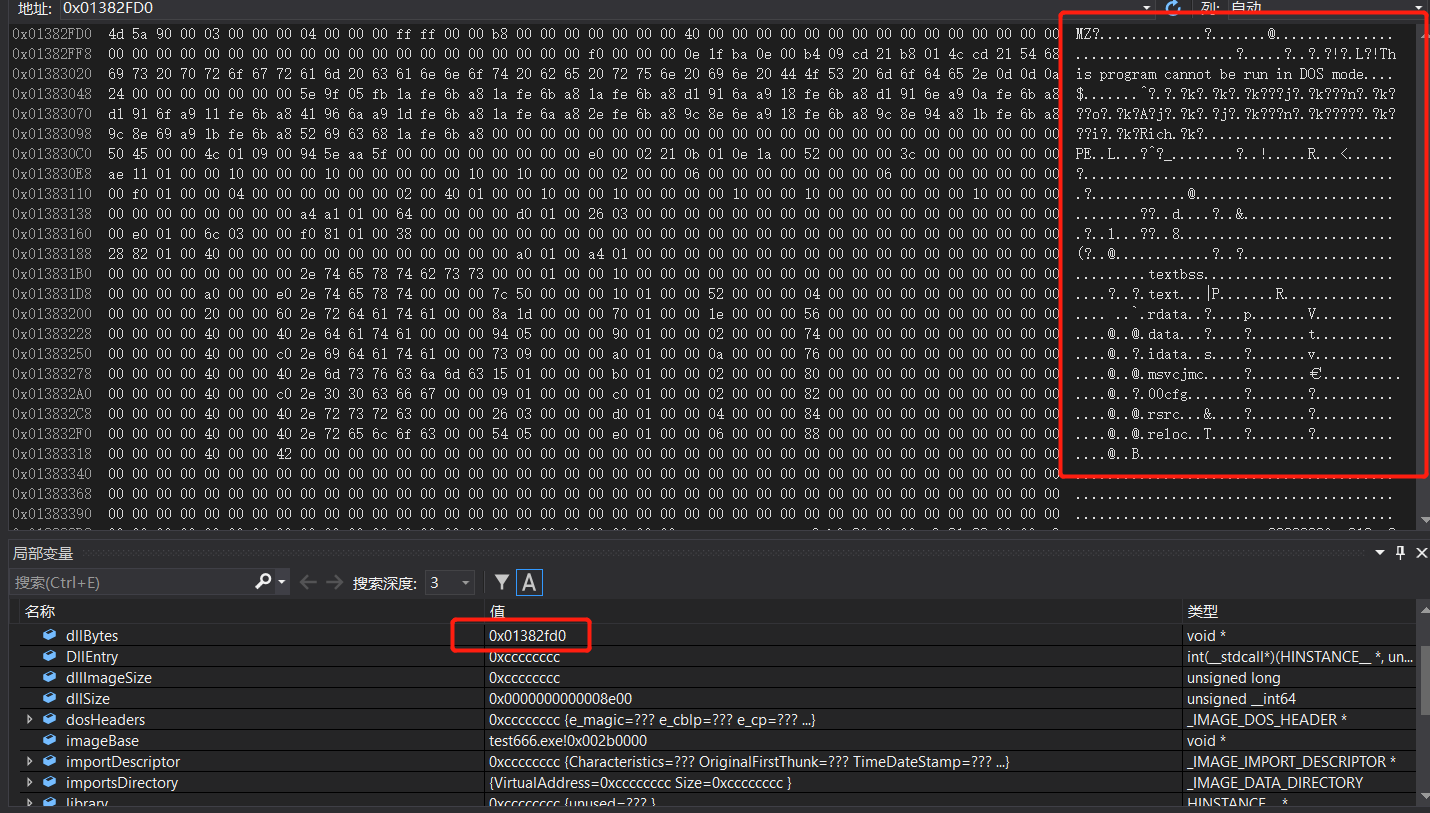 地址: 0x01382FD0 列: 自动
0x01382FD0 4d 5a 90 00 03 00 00 00 04 00 00 00 ff ff 00 00 b8 00 00 00 00 00 00 00 40 00 00 00 00 00 00 00 00 00 00 00 00 00 00 00 MZ?.............?.......@...............
0x01382FF8 00 00 00 00 00 00 00 00 00 00 00 00 00 00 00 00 00 00 00 00 f0 00 00 00 0e 1f ba 0e 00 b4 09 cd 21 b8 01 4c cd 21 54 68 ....................?.....?..?.?!?.L?!Th
0x01383020 69 73 20 70 72 6f 67 72 61 6d 20 63 61 6e 6e 6f 74 20 62 65 20 72 75 6e 20 69 6e 20 44 4f 53 20 6d 6f 64 65 2e 0d 0d 0a is program cannot be run in DOS mode....
0x01383048 24 00 00 00 00 00 00 00 5e 9f 05 fb 1a fe 6b a8 1a fe 6b a8 1a fe 6b a8 d1 91 6a a9 18 fe 6b a8 d1 91 6e a9 0a fe 6b a8 $.......^?.?.?k?.?k?.?k???j?.?k???n?.?k?
0x01383070 d1 91 6f a9 11 fe 6b a8 41 96 6a a9 1d fe 6b a8 1a fe 6a a8 2e fe 6b a8 9c 8e 6e a9 18 fe 6b a8 9c 8e 94 a8 1b fe 6b a8 ??o?.?k?A?j?.?k?.?j?.?k???n?.?k?????.?k?
0x01383098 9c 8e 69 a9 1b fe 6b a8 52 69 63 68 1a fe 6b a8 00 00 00 00 00 00 00 00 00 00 00 00 00 00 00 00 00 00 00 00 00 00 00 00 ??i?.?k?Rich.?k?........................
0x013830C0 50 45 00 00 4c 01 09 00 94 5e aa 5f 00 00 00 00 00 00 00 00 e0 00 02 21 0b 01 0e 1a 00 52 00 00 00 3c 00 00 00 00 00 00 PE..L...?^?_........?..!.....R...<......
0x013830E8 ae 11 01 00 00 10 00 00 00 10 00 00 00 00 00 10 00 10 00 00 00 02 00 00 06 00 00 00 00 00 00 00 06 00 00 00 00 00 00 00 ?.......................................
0x01383110 00 f0 01 00 00 04 00 00 00 00 00 00 02 00 40 01 00 00 10 00 00 10 00 00 00 00 10 00 00 10 00 00 00 00 00 00 10 00 00 00 .?............@.........................
0x01383138 00 00 00 00 00 00 00 00 a4 a1 01 00 64 00 00 00 00 d0 01 00 26 03 00 00 00 00 00 00 00 00 00 00 00 00 00 00 00 00 00 00 ........??..d....?..&...................
0x01383160 00 e0 01 00 6c 03 00 00 f0 81 01 00 38 00 00 00 00 00 00 00 00 00 00 00 00 00 00 00 00 00 00 00 00 00 00 00 00 00 00 00 .?..l...??..8...........................
0x01383188 28 82 01 00 40 00 00 00 00 00 00 00 00 00 00 00 00 a0 01 00 a4 01 00 00 00 00 00 00 00 00 00 00 00 00 00 00 00 00 00 00 (?..@............?..?...................
0x013831B0 00 00 00 00 00 00 00 00 2e 74 65 78 74 62 73 73 00 00 01 00 00 10 00 00 00 00 00 00 00 00 00 00 00 00 00 00 00 00 00 00 .........textbss........................
0x013831D8 00 00 00 00 a0 00 00 e0 2e 74 65 78 74 00 00 00 7c 50 00 00 00 10 01 00 00 52 00 00 00 04 00 00 00 00 00 00 00 00 00 00 ....?..?.text...|P.......R..............
0x01383200 00 00 00 00 20 00 00 60 2e 72 64 61 74 61 00 00 8a 1d 00 00 00 70 01 00 00 1e 00 00 00 56 00 00 00 00 00 00 00 00 00 00 .... ..`.rdata..?....p.......V..........
0x01383228 00 00 00 00 40 00 00 40 2e 64 61 74 61 00 00 00 94 05 00 00 00 90 01 00 00 02 00 00 00 74 00 00 00 00 00 00 00 00 00 00 ....@..@.data...?....?.......t..........
0x01383250 00 00 00 00 40 00 00 c0 2e 69 64 61 74 61 00 00 73 09 00 00 00 a0 01 00 00 0a 00 00 00 76 00 00 00 00 00 00 00 00 00 00 ....@..?.idata..s....?.......v..........
0x01383278 00 00 00 00 40 00 00 40 2e 6d 73 76 63 6a 6d 63 15 01 00 00 00 b0 01 00 00 02 00 00 00 80 00 00 00 00 00 00 00 00 00 00 ....@..@.msvcjmc.....?.......€..........
0x013832A0 00 00 00 00 40 00 00 c0 2e 30 30 63 66 67 00 00 09 01 00 00 00 c0 01 00 00 02 00 00 00 82 00 00 00 00 00 00 00 00 00 00 ....@..?.00cfg.......?.......?..........
0x013832C8 00 00 00 00 40 00 00 40 2e 72 73 72 63 00 00 00 26 03 00 00 00 d0 01 00 00 04 00 00 00 84 00 00 00 00 00 00 00 00 00 00 ....@..@.rsrc...&....?.......?..........
0x013832F0 00 00 00 00 40 00 00 40 2e 72 65 6c 6f 63 00 00 54 05 00 00 00 e0 01 00 00 06 00 00 00 88 00 00 00 00 00 00 00 00 00 00 ....@..@.reloc..T....?.......?..........
0x01383318 00 00 00 00 40 00 00 42 00 00 00 00 00 00 00 00 00 00 00 00 00 00 00 00 00 00 00 00 00 00 00 00 00 00 00 00 00 00 00 00 ....@..B................................
0x01383340 00 00 00 00 00 00 00 00 00 00 00 00 00 00 00 00 00 00 00 00 00 00 00 00 00 00 00 00 00 00 00 00 00 00 00 00 00 00 00 00 ........................................
0x01383368 00 00 00 00 00 00 00 00 00 00 00 00 00 00 00 00 00 00 00 00 00 00 00 00 00 00 00 00 00 00 00 00 00 00 00 00 00 00 00 00 ........................................
0x01383390 00 00 00 00 00 00 00 00 00 00 00 00 00 00 00 00 00 00 00 00 00 00 00 00 00 00 00 00 00 00 00 00 00 00 00 00 00 00 00 00 ........................................
局部变量
搜索(Ctrl+E) 搜索深度: 3 A
名称 值 类型
dllBytes 0x01382fd0 void *
DllEntry 0xcccccccc int(__stdcall*)(HINSTANCE__ *, un...
dllImageSize 0xcccccccc unsigned long
dllSize 0x0000000000008e00 unsigned __int64
dosHeaders 0xcccccccc {e_magic=??? e_cblp=??? e_cp=??? ...} _IMAGE_DOS_HEADER *
imageBase test666.exe!0x002b0000 void *
importDescriptor 0xcccccccc {Characteristics=??? OriginalFirstThunk=??? TimeDateStamp=??? ...} _IMAGE_IMPORT_DESCRIPTOR *
importsDirectory {VirtualAddress=0xcccccccc Size=0xcccccccc } _IMAGE_DATA_DIRECTORY
library 0xcccccccc {unused=??? } HINSTANCE__ *